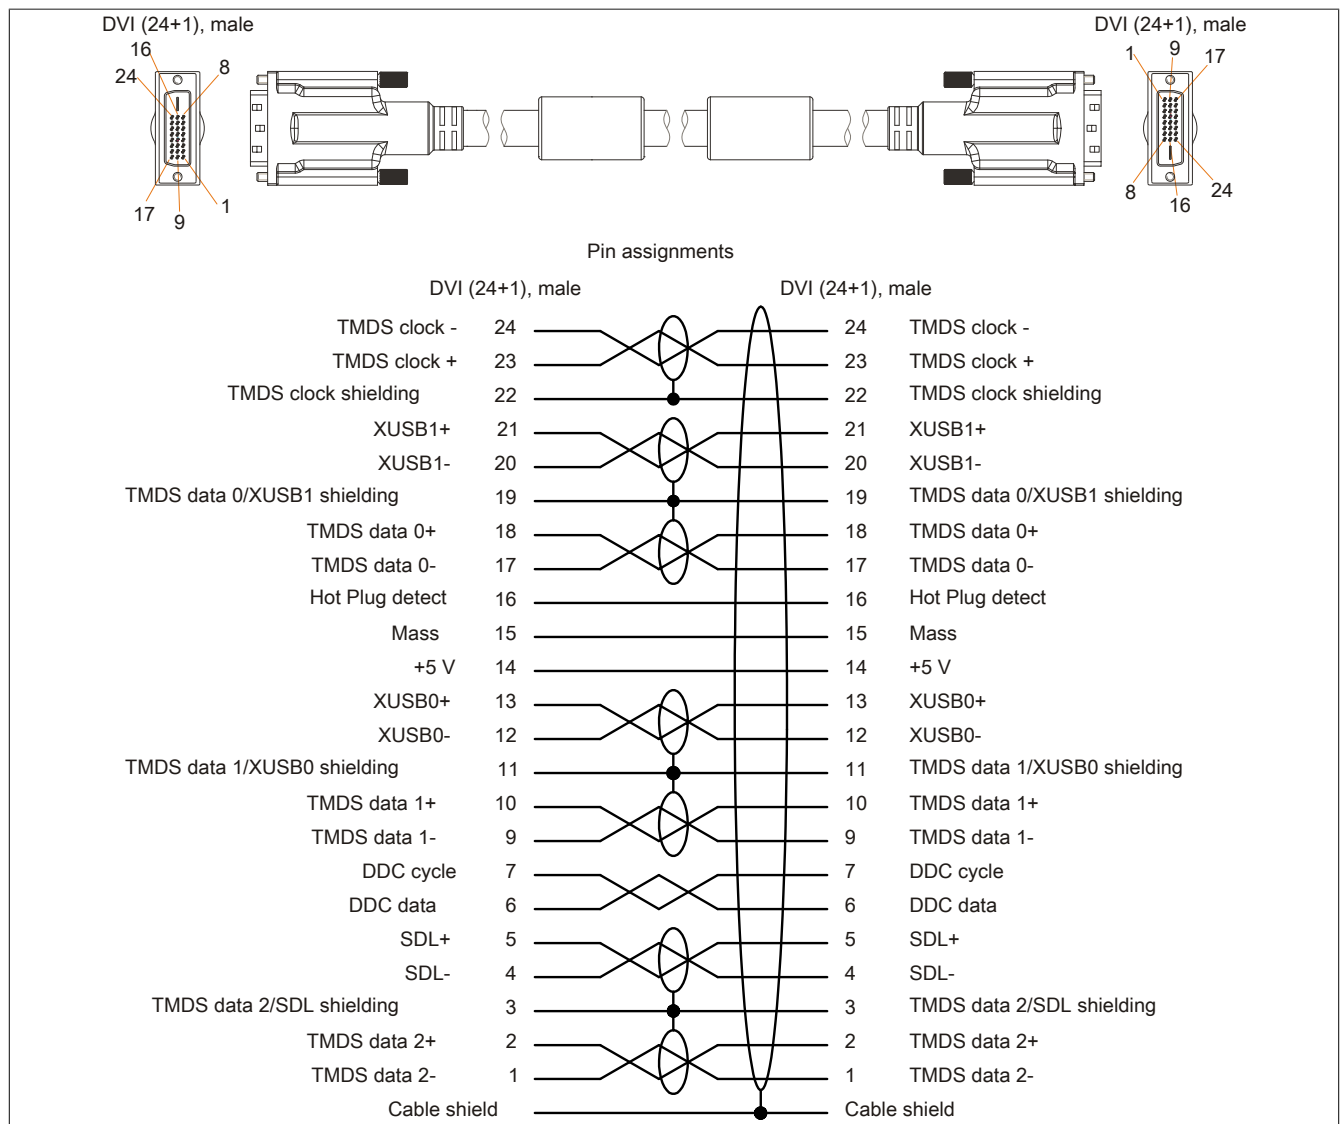 DVI (24+1), male DVI (24+1), male
16 9
24 8 1 17
17 9 1 8 16 24
Pin assignments
DVI (24+1), male DVI (24+1), male
TMDS clock - 24 24 TMDS clock -
TMDS clock + 23 23 TMDS clock +
TMDS clock shielding 22 22 TMDS clock shielding
XUSB1+ 21 21 XUSB1+
XUSB1- 20 20 XUSB1-
TMDS data 0/XUSB1 shielding 19 19 TMDS data 0/XUSB1 shielding
TMDS data 0+ 18 18 TMDS data 0+
TMDS data 0- 17 17 TMDS data 0-
Hot Plug detect 16 16 Hot Plug detect
Mass 15 15 Mass
+5 V 14 14 +5 V
XUSB0+ 13 13 XUSB0+
XUSB0- 12 12 XUSB0-
TMDS data 1/XUSB0 shielding 11 11 TMDS data 1/XUSB0 shielding
TMDS data 1+ 10 10 TMDS data 1+
TMDS data 1- 9 9 TMDS data 1-
DDC cycle 7 7 DDC cycle
DDC data 6 6 DDC data
SDL+ 5 5 SDL+
SDL- 4 4 SDL-
TMDS data 2/SDL shielding 3 3 TMDS data 2/SDL shielding
TMDS data 2+ 2 2 TMDS data 2+
TMDS data 2- 1 1 TMDS data 2-
Cable shield Cable shield